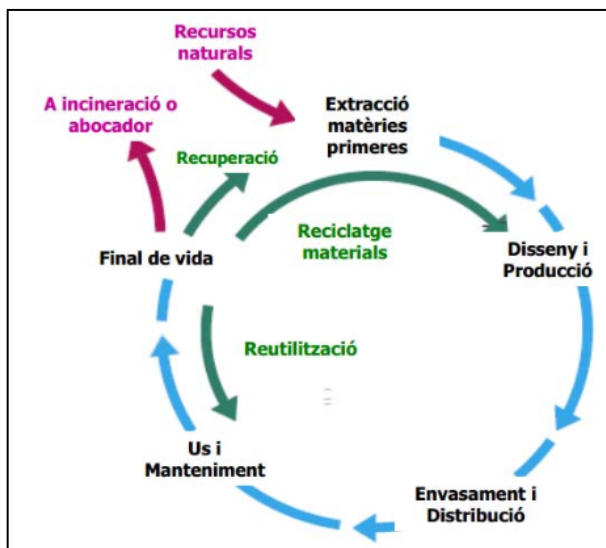 Recursos
naturals
A incineració o
abocador
Extracció
matèries
primeres
Recuperació
Reciclatge
materials
Final de vida
Disseny i
Producció
Reutilització
Us i
Manteniment
Envasament i
Distribució